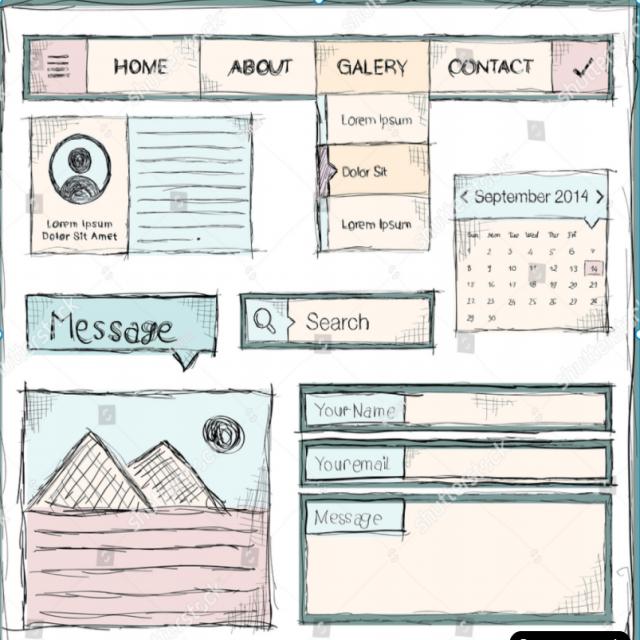 HOME ABOUT GALERY CONTACT
Lorem Ipsum
Dolor Sit
Lorem Ipsum
Lorem Ipsum
Dolor Sit Amet
September 2014
Sun Mon Tue Wed Thu Fri
1 2 3 4 5 6 7
8 9 10 11 12 13 14
15 16 17 18 19 20 21
22 23 24 25 26 27 28
29 30
Message
Search
Your Name
Your email
Message
shutterstock